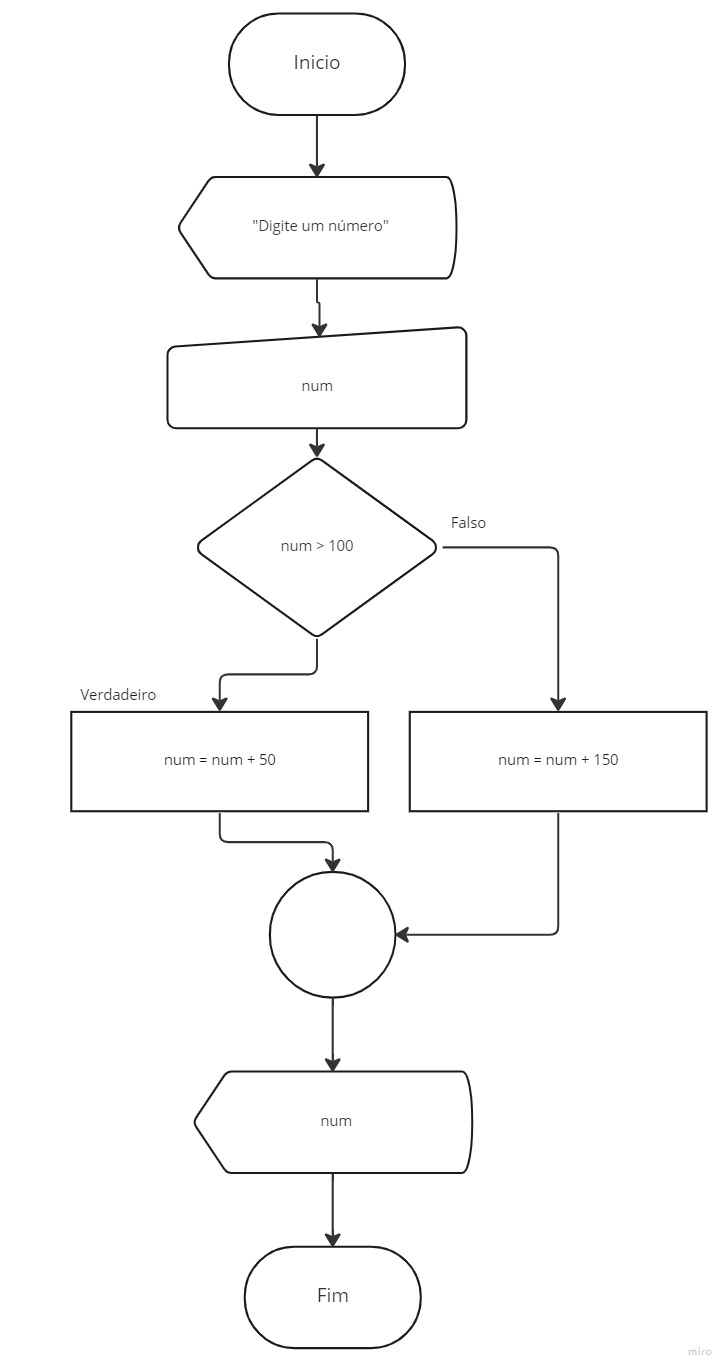 Inicio
"Digite um número"
num
num > 100
Falso
Verdadeiro
num = num + 50
num = num + 150
num
Fim
miro